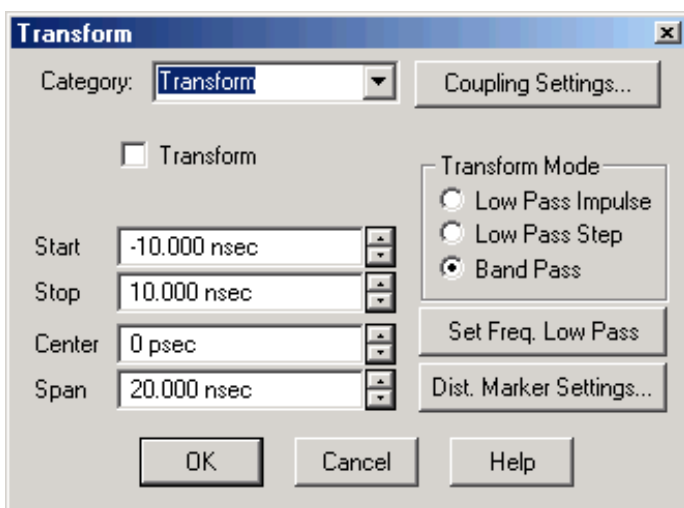 Transform
Category: Transform Coupling Settings...
Transform
Transform Mode
Low Pass Impulse
Low Pass Step
Band Pass
Start -10.000 nsec
Stop 10.000 nsec
Center 0 psec
Span 20.000 nsec
Set Freq. Low Pass
Dist. Marker Settings...
OK Cancel Help